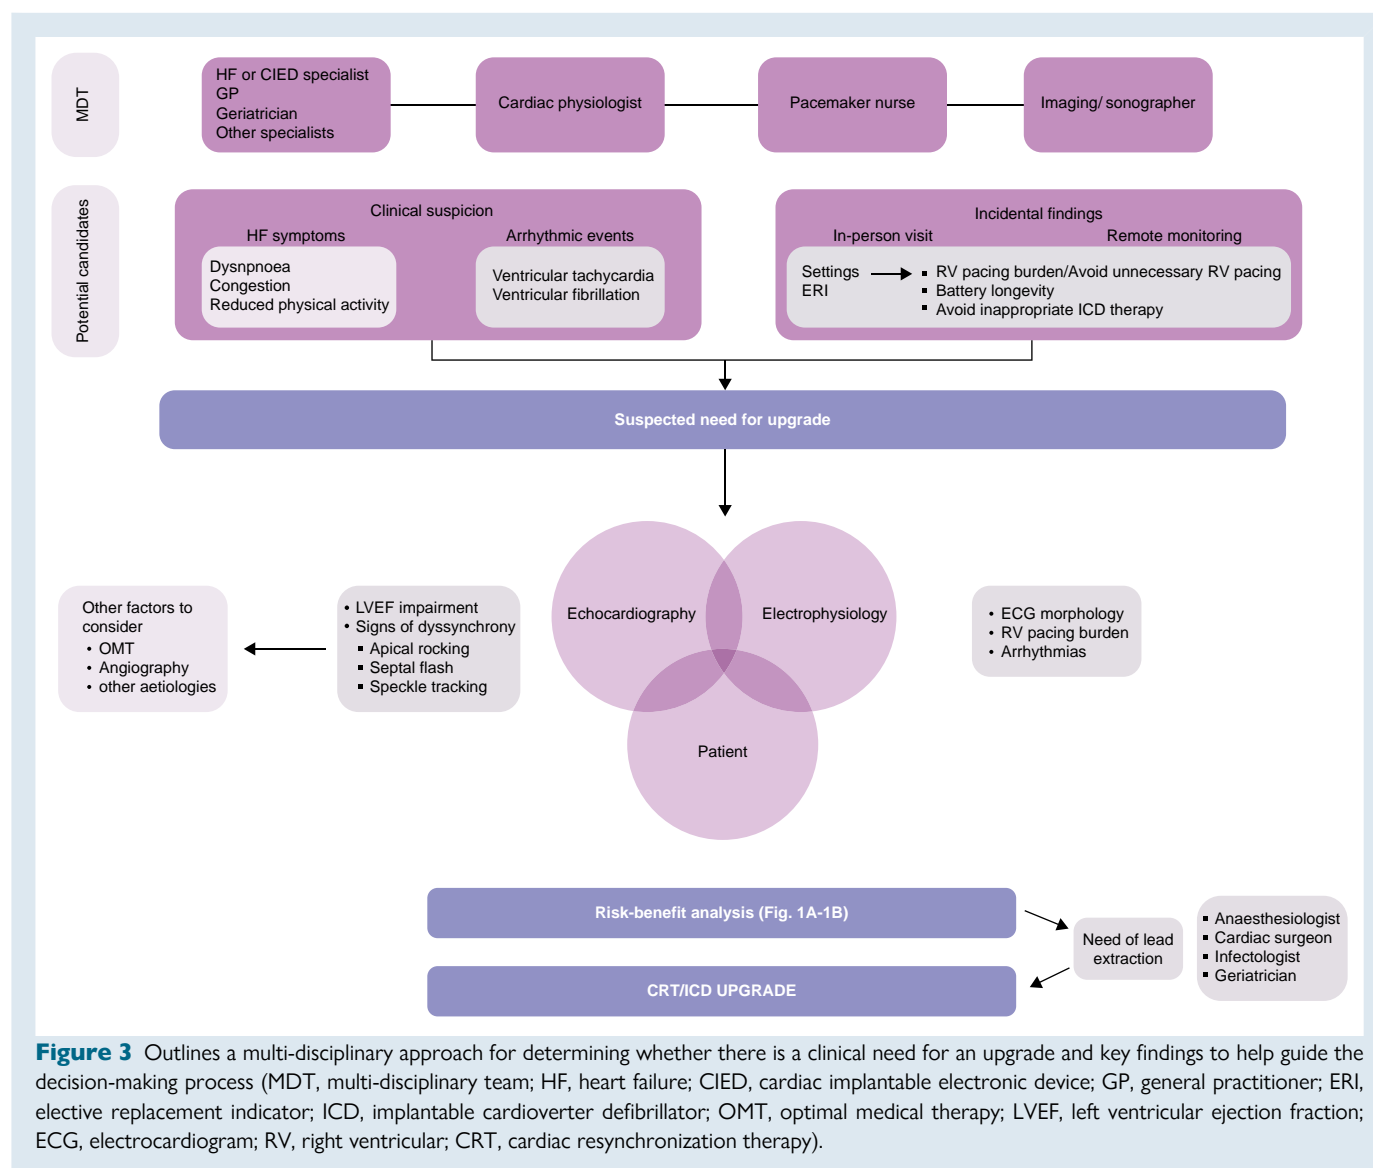 MDT
HF or CIED specialist
GP
Geriatrician
Other specialists
Cardiac physiologist
Pacemaker nurse
Imaging/ sonographer
Potential candidates
Clinical suspicion
HF symptoms
Arrhythmic events
Dysnpnoea
Congestion
Reduced physical activity
Ventricular tachycardia
Ventricular fibrillation
Incidental findings
In-person visit
Remote monitoring
Settings
ERI
▪ RV pacing burden/Avoid unnecessary RV pacing
▪ Battery longevity
▪ Avoid inappropriate ICD therapy
Suspected need for upgrade
Other factors to
consider
• OMT
• Angiography
• other aetiologies
• LVEF impairment
• Signs of dyssynchrony
▪ Apical rocking
▪ Septal flash
▪ Speckle tracking
Echocardiography
Electrophysiology
Patient
• ECG morphology
• RV pacing burden
• Arrhythmias
Risk-benefit analysis (Fig. 1A-1B)
CRT/ICD UPGRADE
Need of lead
extraction
▪ Anaesthesiologist
▪ Cardiac surgeon
▪ Infectologist
▪ Geriatrician
Figure 3 Outlines a multi-disciplinary approach for determining whether there is a clinical need for an upgrade and key findings to help guide the
decision-making process (MDT, multi-disciplinary team; HF, heart failure; CIED, cardiac implantable electronic device; GP, general practitioner; ERI,
elective replacement indicator; ICD, implantable cardioverter defibrillator; OMT, optimal medical therapy; LVEF, left ventricular ejection fraction;
ECG, electrocardiogram; RV, right ventricular; CRT, cardiac resynchronization therapy).